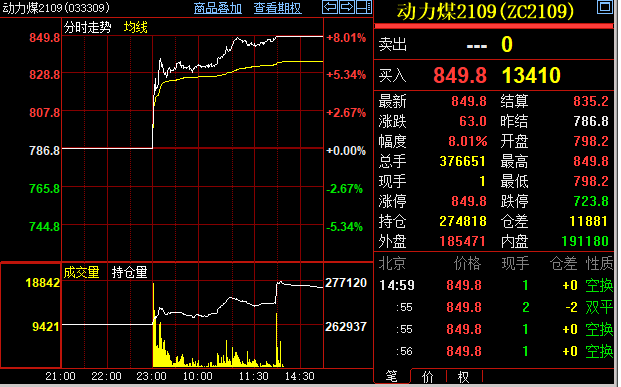 动力煤2109(033309) 商品叠加 查看期权
分时走势 均线
849.8 +8.01%
828.8 +5.34%
807.8 +2.67%
786.8 +0.00%
765.8 -2.67%
744.8 -5.34%
成交量 持仓量
18842 277120
9421 262937
21:00 22:00 23:00 10:00 11:30 14:30
动力煤2109(ZC2109)
卖出 --- 0
买入 849.8 13410
最新 849.8 结算 835.2
涨跌 63.0 昨结 786.8
幅度 8.01% 开盘 798.2
总手 376651 最高 849.8
现手 1 最低 798.2
涨停 849.8 跌停 723.8
持仓 274818 仓差 11881
外盘 185471 内盘 191180
北京 价格 现手 仓差 性质
14:59 849.8 1 +0 空换
:55 849.8 2 -2 双平
:55 849.8 1 +0 空换
:56 849.8 1 +0 空换
笔 价 权